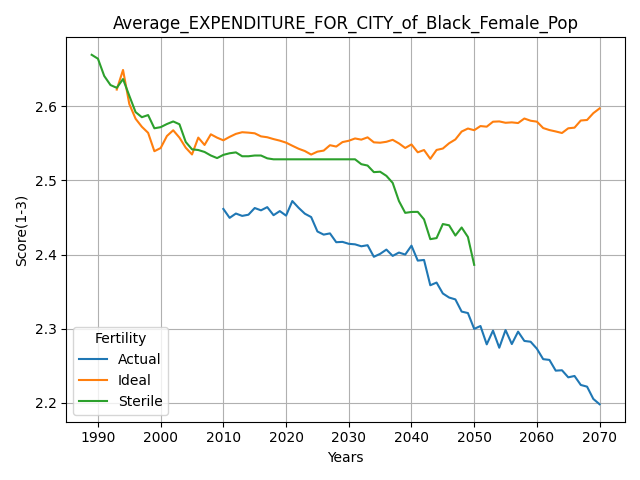 Average_EXPENDITURE_FOR_CITY_of_Black_Female_Pop
Score(1-3)
2.6
2.5
2.4
2.3
2.2
Fertility
Actual
Ideal
Sterile
1990 2000 2010 2020 2030 2040 2050 2060 2070
Years